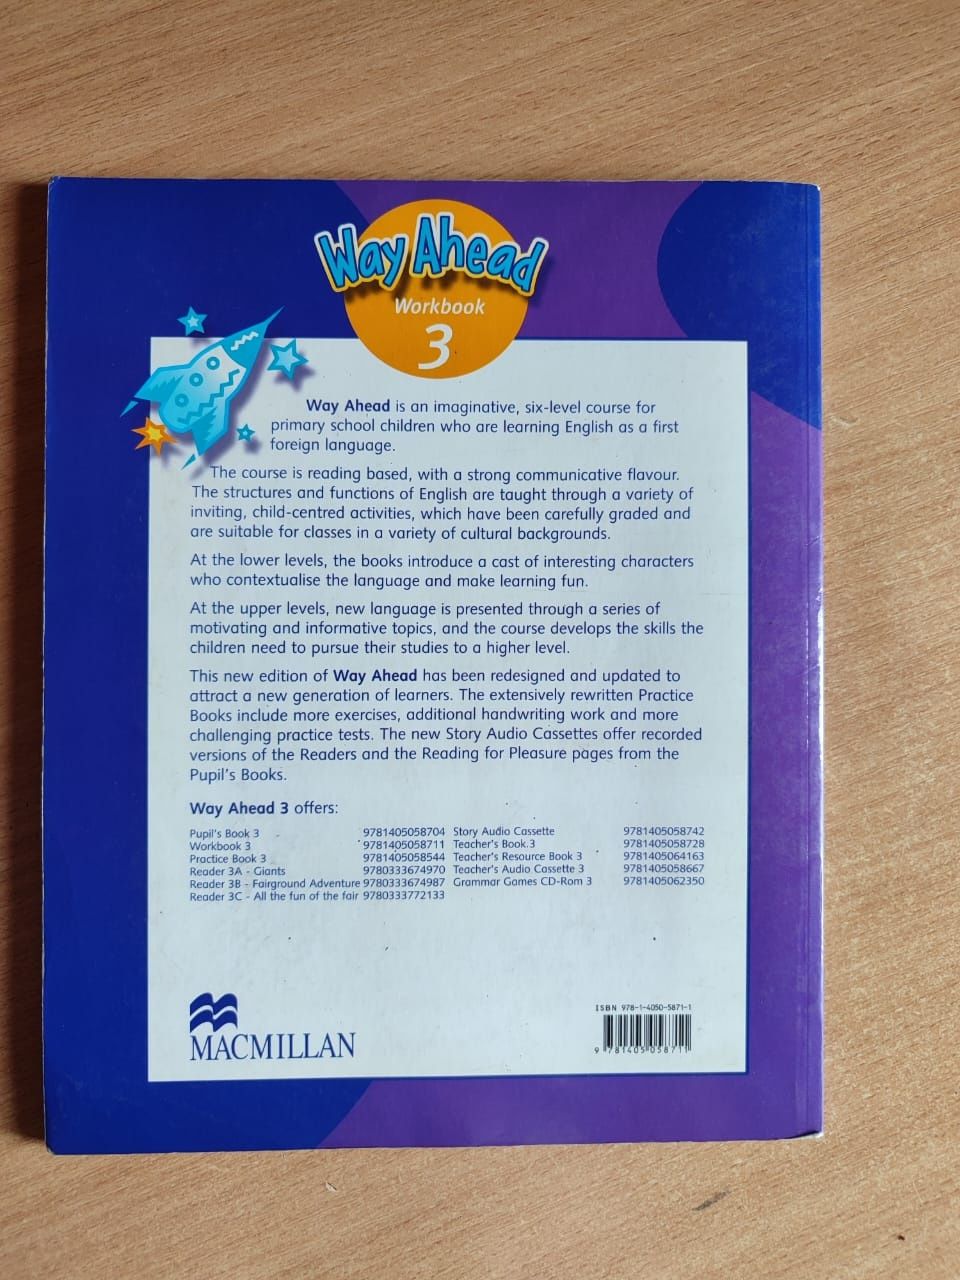 Way Ahead
Workbook
3
Way Ahead is an imaginative, six-level course for
primary school children who are learning English as a first
foreign language.
The course is reading based, with a strong communicative flavour.
The structures and functions of English are taught through a variety of
inviting, child-centred activities, which have been carefully graded and
are suitable for classes in a variety of cultural backgrounds.
At the lower levels, the books introduce a cast of interesting characters
who contextualise the language and make learning fun.
At the upper levels, new language is presented through a series of
motivating and informative topics, and the course develops the skills the
children need to pursue their studies to a higher level.
This new edition of Way Ahead has been redesigned and updated to
attract a new generation of learners. The extensively rewritten Practice
Books include more exercises, additional handwriting work and more
challenging practice tests. The new Story Audio Cassettes offer recorded
versions of the Readers and the Reading for Pleasure pages from the
Pupil's Books.
Way Ahead 3 offers:
Pupil's Book 3 9781405058704 Story Audio Cassette 9781405058742
Workbook 3 9781405058711 Teacher's Book.3 9781405058728
Practice Book 3 9781405058544 Teacher's Resource Book 3 9781405064163
Reader 3A - Giants 9780333674970 Teacher's Audio Cassette 3 9781405058667
Reader 3B - Fairground Adventure 9780333674987 Grammar Games CD-Rom 3 9781405062350
Reader 3C - All the fun of the fair 9780333772133
MACMILLAN
ISBN 978-1-4050-5871-1
9 781405 058711